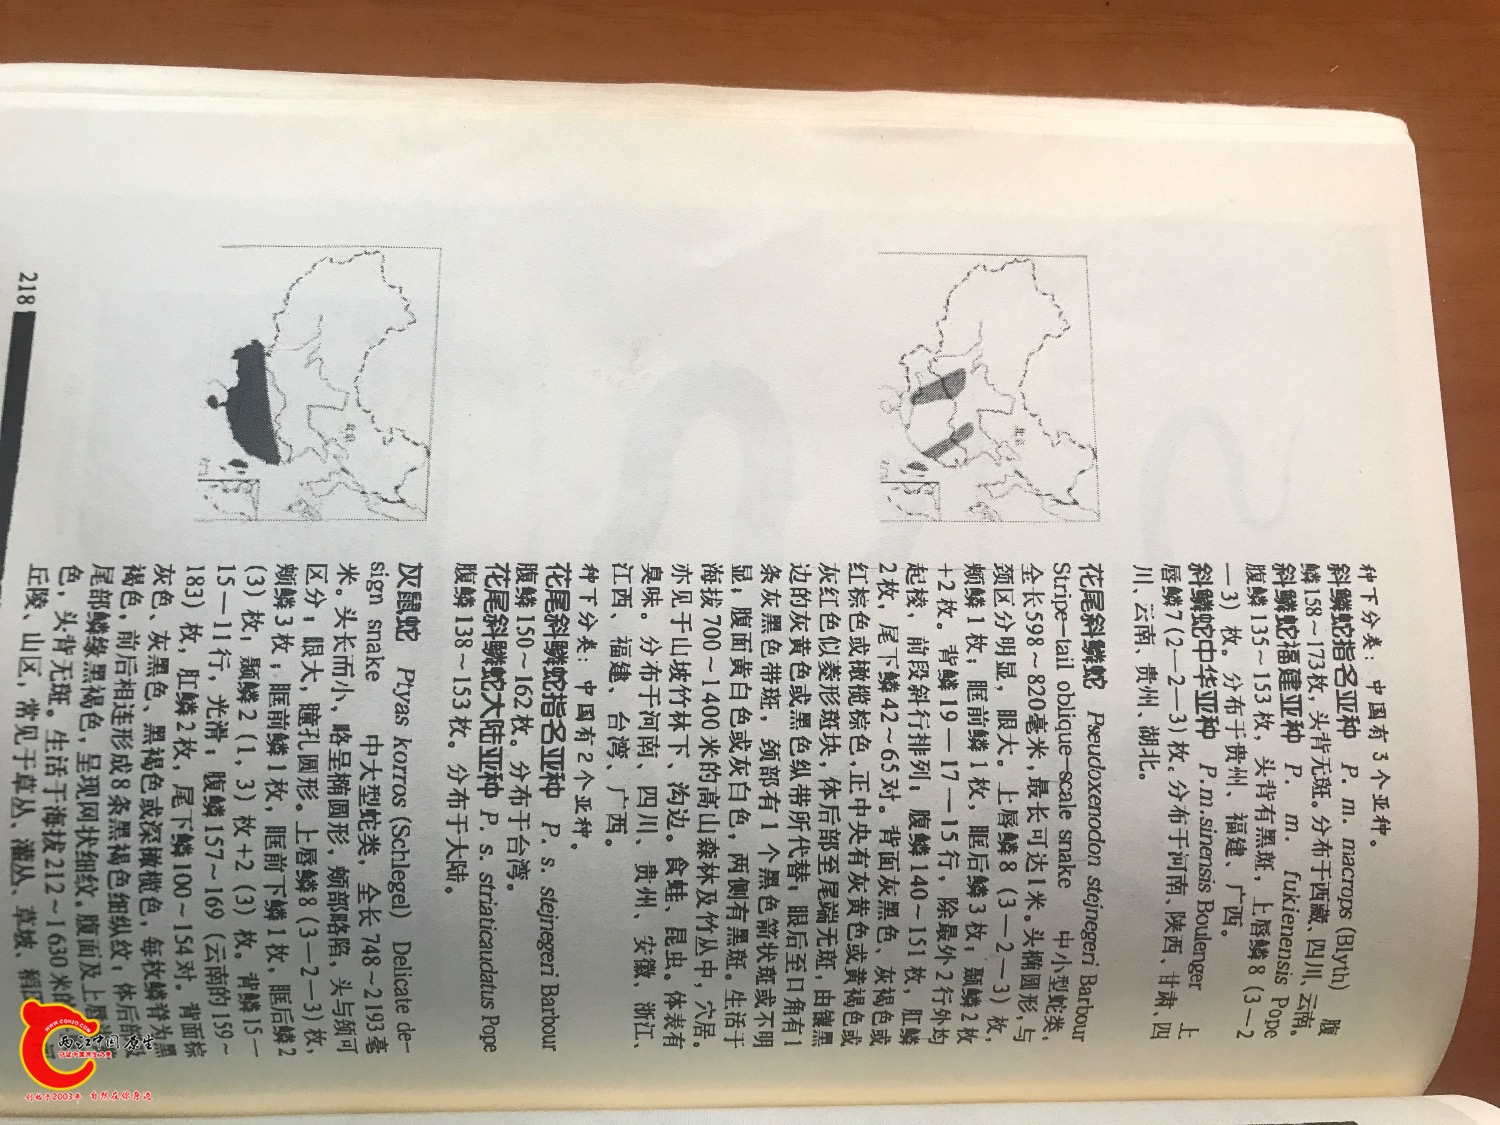 种下分类：中国有3个亚种。
斜鳞蛇指名亚种 P. m. macrops (Blyth) 腹
鳞158～173枚，头背无斑。分布于西藏、四川、云南。
斜鳞蛇福建亚种 P. m. fukienensis Pope
腹鳞135～153枚，头背有黑斑，上唇鳞8(3—2
—3)枚。分布于贵州、福建、广西。
斜鳞蛇中华亚种 P.m.sinensis Boulenger 上
唇鳞7(2—2—3)枚。分布于河南、陕西、甘肃、四
川、云南、贵州、湖北。
花尾斜鳞蛇 Pseudoxenodon stejnegeri Barbour
Stripe—tail oblique—scale snake 中小型蛇类，
全长598～820毫米，最长可达1米。头椭圆形，与
颈区分明显，眼大。上唇鳞8(3—2—3)枚，
颊鳞1枚；眶前鳞1枚，眶后鳞3枚；颞鳞2枚
+2枚。背鳞19—17—15行，除最外2行外均
起棱，前段斜行排列；腹鳞140～151枚，肛鳞
2枚，尾下鳞42～65对。背面灰黑色、灰褐色或
红棕色或橄榄棕色，正中央有灰黄色或黄褐色或
灰红色似菱形斑块，体后部至尾端无斑，由镶黑
边的灰黄色或黑色纵带所代替；眼后至口角有1
条灰黑色带斑，颈部有1个黑色箭状斑或不明
显；腹面黄白色或灰白色，两侧有黑斑。生活于
海拔700～1400米的高山森林及竹丛中，穴居。
亦见于山坡竹林下、沟边。食蛙、昆虫。体表有
臭味。分布于河南、四川、贵州、安徽、浙江、
江西、福建、台湾、广西。
种下分类：中国有2个亚种。
花尾斜鳞蛇指名亚种 P. s. stejnegeri Barbour
腹鳞150～162枚。分布于台湾。
花尾斜鳞蛇大陆亚种 P. s. striaticaudatus Pope
腹鳞138～153枚。分布于大陆。
灰鼠蛇 Ptyas korros (Schlegel) Delicate de—
sign snake 中大型蛇类，全长748～2193毫
米。头长而小，略呈椭圆形，颊部略陷，头与颈可
区分；眼大，瞳孔圆形。上唇鳞8(3—2—3)枚，
颊鳞3枚；眶前鳞1枚，眶前下鳞1枚，眶后鳞2
(3)枚，颞鳞2(1，3)枚+2(3)枚。背鳞15—
15—11行，光滑；腹鳞157～169(云南的159～
183)枚，肛鳞2枚，尾下鳞100～154对。背面棕
灰色、灰黑色、黑褐色或深橄榄色，每枚鳞脊为黑
褐色，前后相连形成8条黑褐色细纵纹；体后部及
尾部鳞缘黑褐色，呈现网状细纹。腹面及上唇
色，头背无斑。生活于海拔212～1630米的
丘陵、山区，常见于草丛、灌丛、草坡、稻田
218
北京
北京
WWW.COHZO.COM
两江中国原生
创始于2003年 自然在你身边